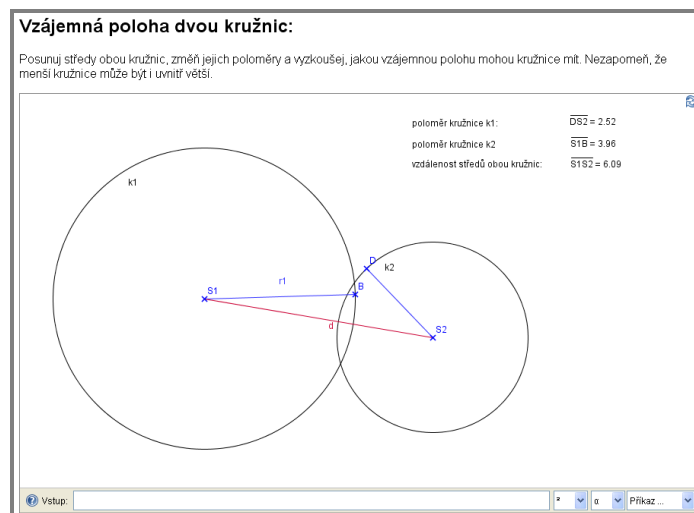 Vzájemná poloha dvou kružnic:
Posunuj středy obou kružnic, změň jejich poloměry a vyzkoušej, jakou vzájemnou polohu mohou kružnice mít. Nezapomeň, že
menší kružnice může být i uvnitř větší.
poloměr kružnice k1: DS2 = 2.52
poloměr kružnice k2 S1B = 3.96
vzdálenost středů obou kružnic: S1S2 = 6.09
k1
D
k2
r1
S1
B
d
S2
Vstup: ² α Příkaz ...